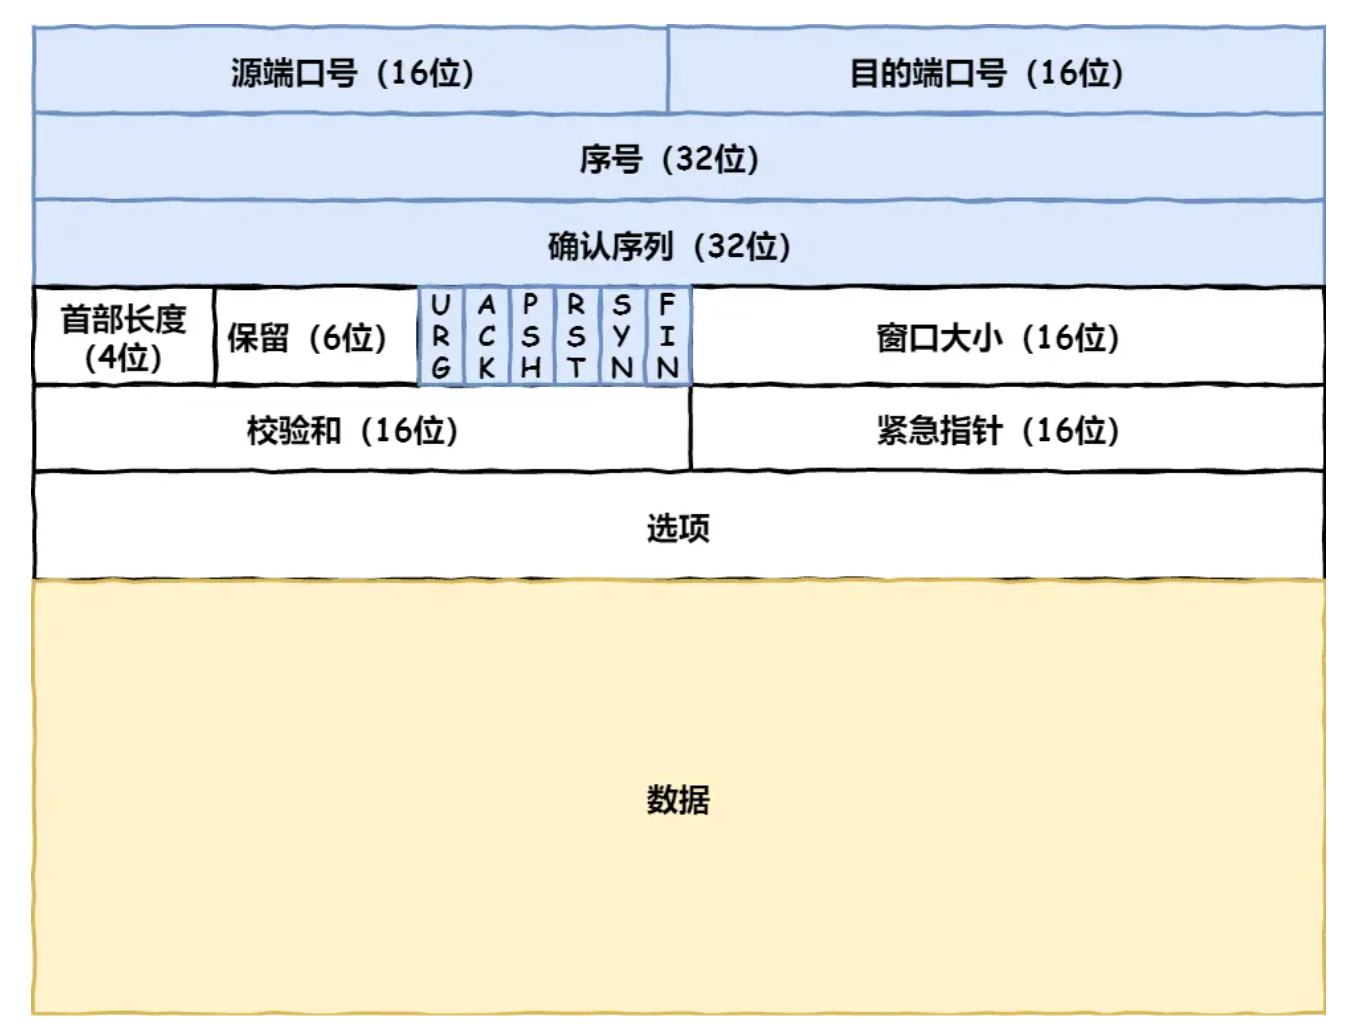 源端口号（16位） 目的端口号（16位）
序号（32位）
确认序列（32位）
首部长度
（4位）
保留（6位）
URG
ACK
PSH
RST
SYN
FIN
窗口大小（16位）
校验和（16位） 紧急指针（16位）
选项
数据